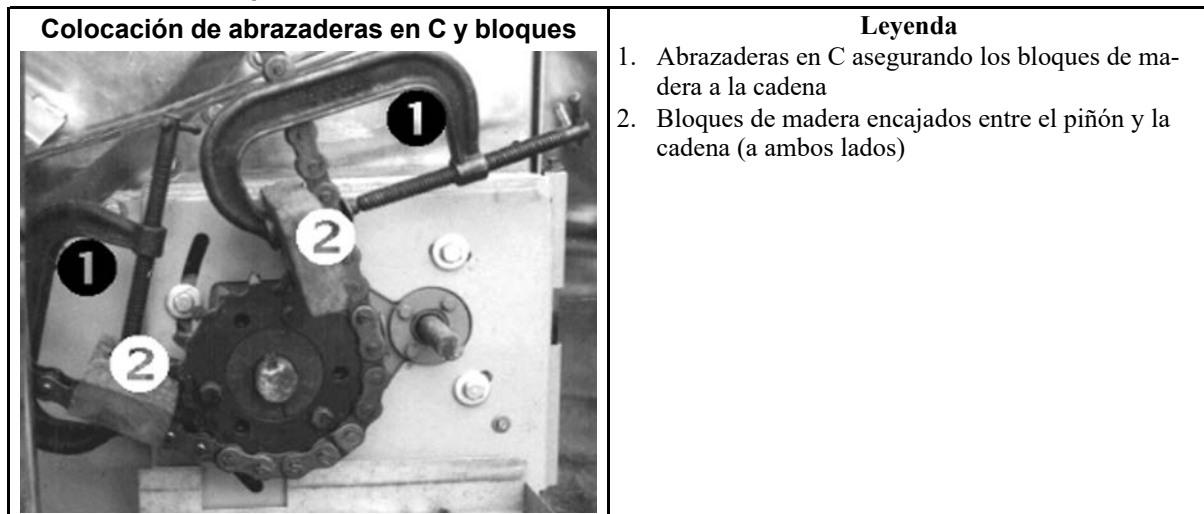 Colocación de abrazaderas en C y bloques
1
2
1
2
Leyenda
1. Abrazaderas en C asegurando los bloques de ma-
dera a la cadena
2. Bloques de madera encajados entre el piñón y la
cadena (a ambos lados)